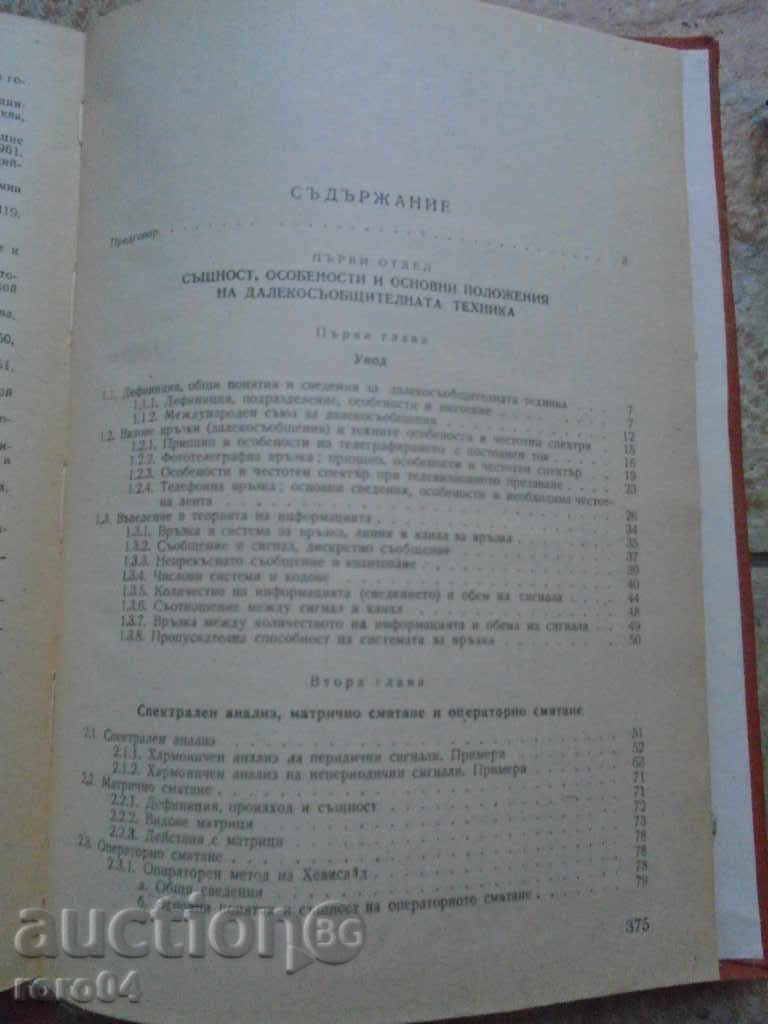 СЪДЪРЖАНИЕ
Предговор
ПЪРВИ ОТДЕЛ
СЪЩНОСТ, ОСОБЕНОСТИ И ОСНОВНИ ПОЛОЖЕНИЯ
НА ДАЛЕКОСЪОБЩИТЕЛНАТА ТЕХНИКА
Първа глава
Увод
1.1. Дефиниция, общи понятия и сведения за далекосъобщителната техника 7
1.1.1. Дефиниция, подразделение, особености и 7
1.1.2. Международен съюз за далекосъобщения 12
1.2. Видове връзки (далекосъобщения) и техните особености и честотни спектри 15
1.2.1. Принцип и особености на телеграфирането с постоянен ток 16
1.2.2. Фототелеграфна връзка; принцип, особености и честотен спектър 19
1.2.3. Особености и честотен спектър при телевизионното предаване 23
1.2.4. Телефонна връзка; основни сведения, особености и необходима честот-
на лента 26
1.3. Въведение в теорията на информацията 34
1.3.1. Връзка и система за връзка, линия и канал за връзка 35
1.3.2. Съобщение и сигнал, дискретно съобщение 37
1.3.3. Непрекъснато съобщение и квантоване 39
1.3.4. Числови системи и кодове 40
1.3.5. Количество на информацията (сведението) и обем на сигнала 44
1.3.6. Съотношение между сигнал и канал 48
1.3.7. Връзка между количеството на информацията и обема на сигнала 49
1.3.8. Пропускателна способност на системата за връзка 50
Втора глава
Спектрален анализ, матрично смятане и операторно смятане
2.1. Спектрален анализ 51
2.1.1. Хармоничен анализ на периодични сигнали. Примери 52
2.1.2. Хармоничен анализ на непериодични сигнали. Примери 63
2.2. Матрично смятане 71
2.2.1. Дефиниция, произход и същност 71
2.2.2. Видове матрици 72
2.2.3. Действия с матрици 73
2.3. Операторно смятане 78
2.3.1. Операторен метод на Хевисайд 78
а. Общи сведения 78
б. Основни понятия и същност на операторното смятане 79
375
auctionBG
roro04